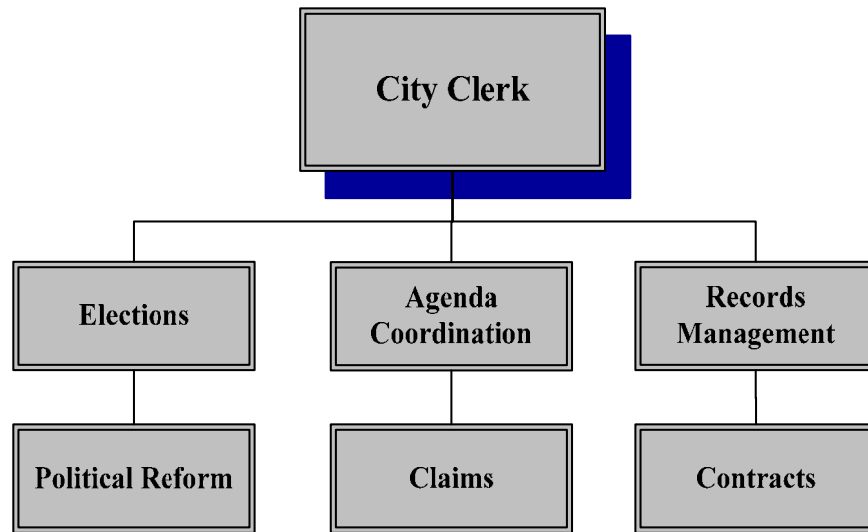 City Clerk
Elections
Agenda
Coordination
Records
Management
Political Reform
Claims
Contracts